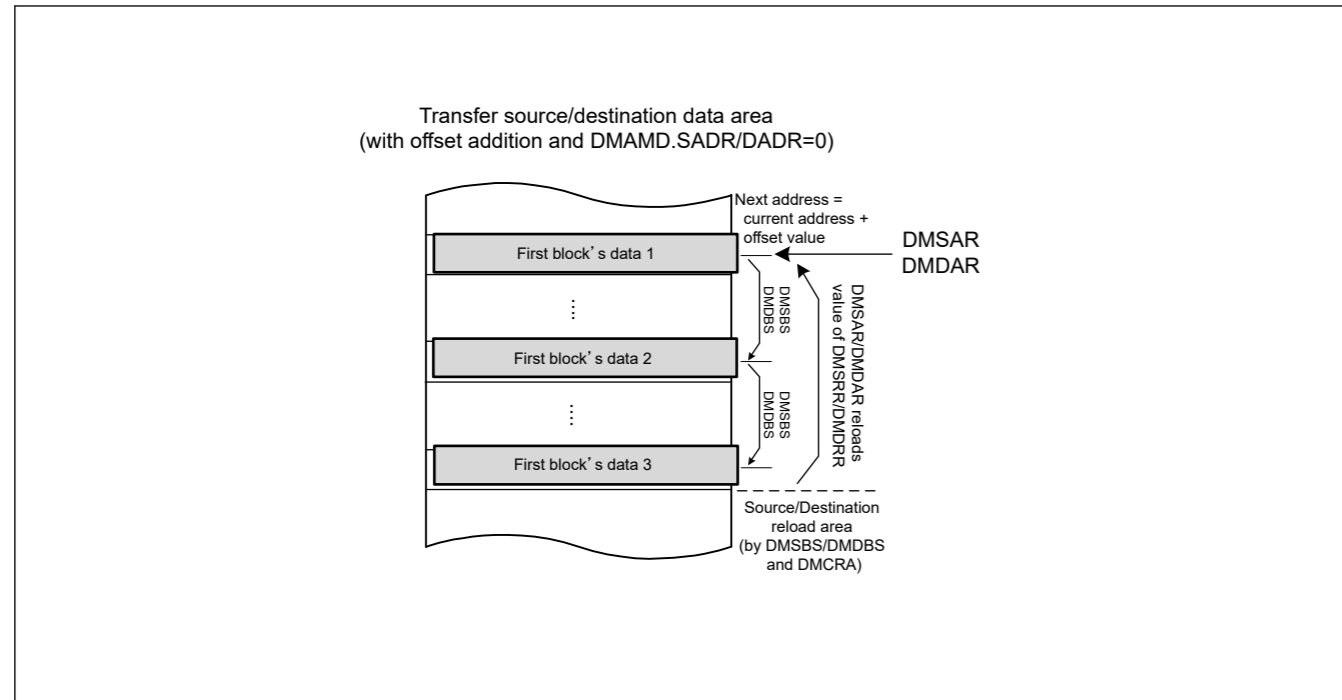 Transfer source/destination data area
(with offset addition and DMAMD.SADR/DADR=0)
Next address =
current address +
offset value
DMSAR
DMDAR
First block’s data 1
DMSBS
DMDBS
DMSAR/DMDAR reloads
value of DMSRR/DMDRR
First block’s data 2
DMSBS
DMDBS
First block’s data 3
Source/Destination
reload area
(by DMSBS/DMDBS
and DMCRA)